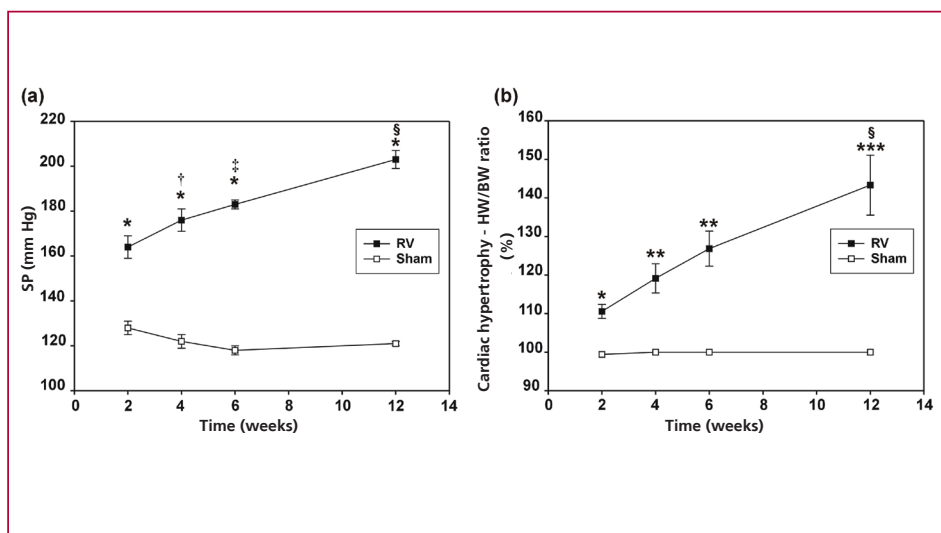 (a)
220
200
180
160
140
120
100
SP (mm Hg)
*
†
*
‡
*
§
*
RV
Sham
0 2 4 6 8 10 12 14
Time (weeks)
(b)
160
150
140
130
120
110
100
90
Cardiac hypertrophy - HW/BW ratio
(%)
*
**
**
§
***
RV
Sham
0 2 4 6 8 10 12 14
Time (weeks)